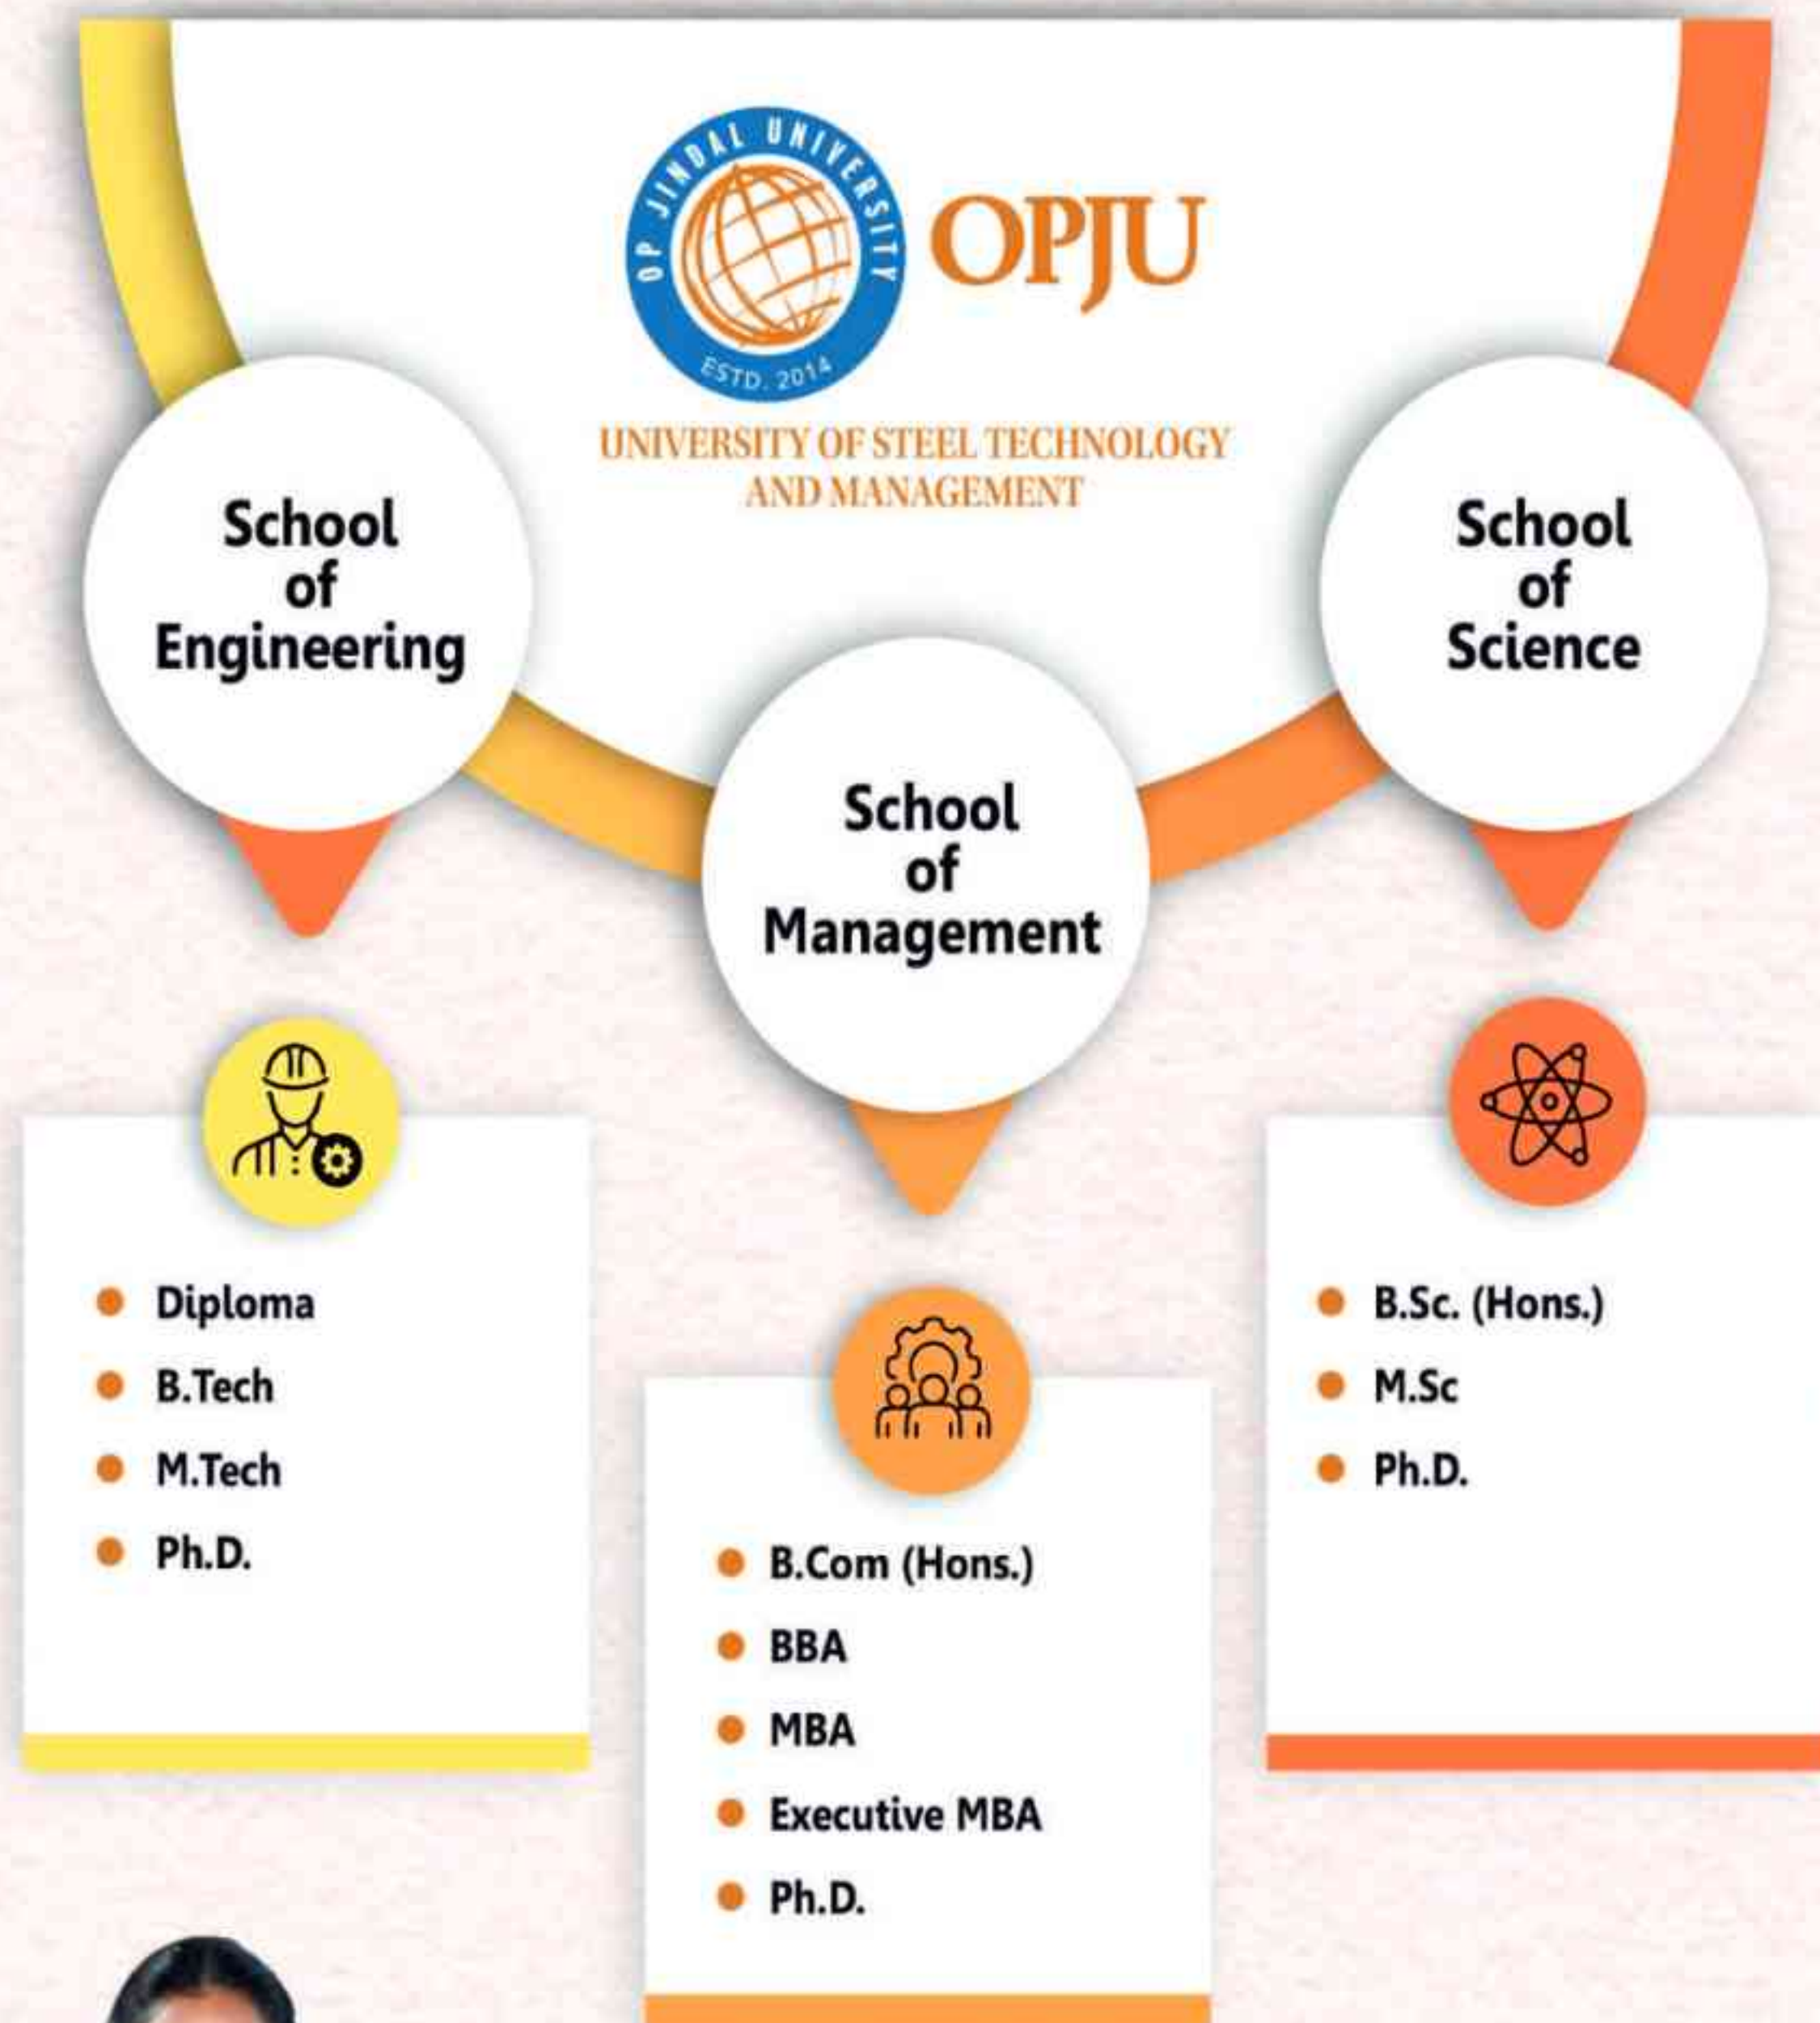 OP JINDAL UNIVERSITY
ESTD. 2014
OPJU
UNIVERSITY OF STEEL TECHNOLOGY
AND MANAGEMENT
School
of
Engineering
School
of
Management
School
of
Science
Diploma
B.Tech
M.Tech
Ph.D.
B.Com (Hons.)
BBA
MBA
Executive MBA
Ph.D.
B.Sc. (Hons.)
M.Sc
Ph.D.